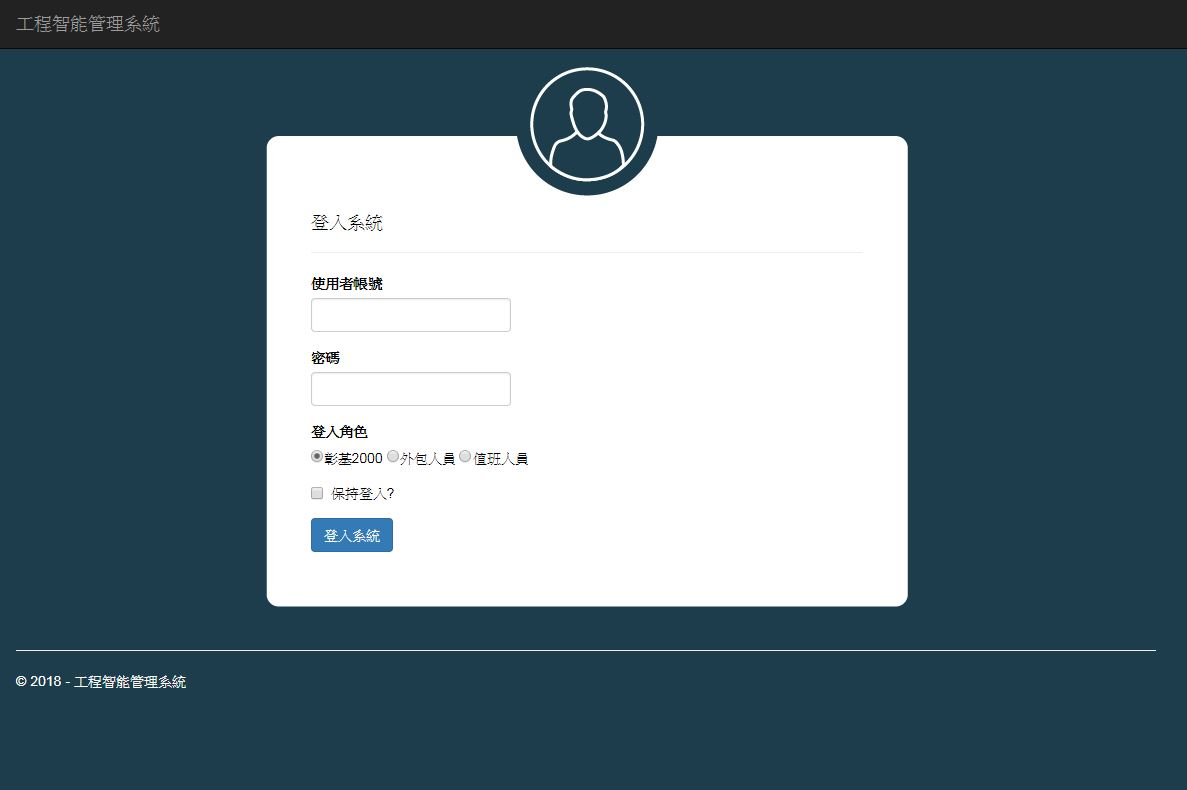 工程智能管理系統
登入系統
使用者帳號
密碼
登入角色
彰基2000 外包人員 值班人員
保持登入?
登入系統
© 2018 - 工程智能管理系統